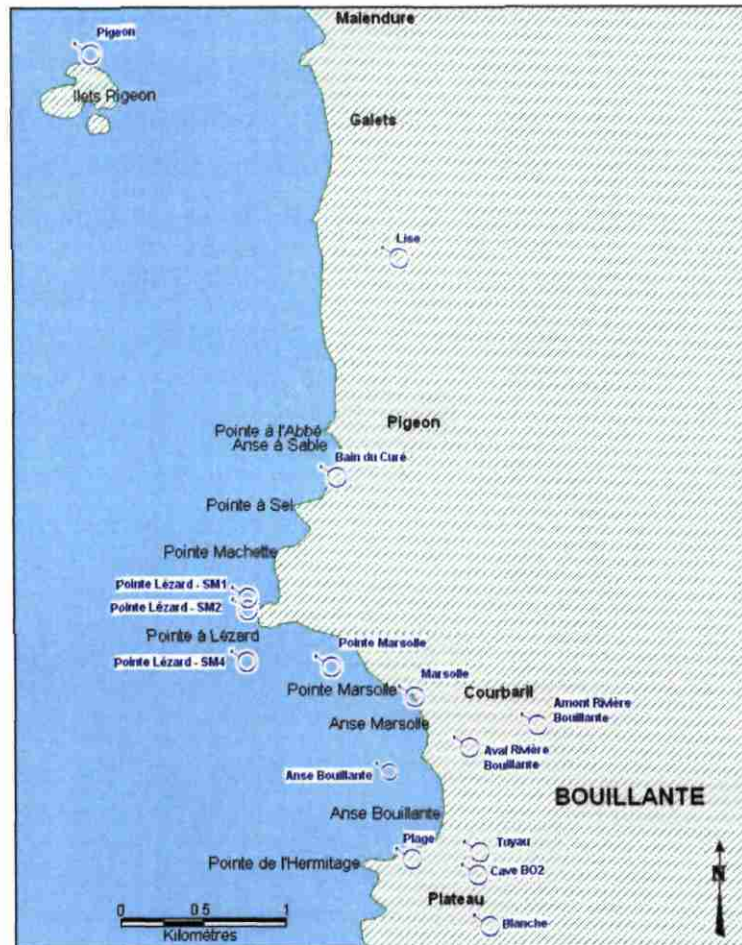 Malendure
Pigeon
Ilets Pigeon
Galets
Lise
Pigeon
Pointe à l'Abbé
Anse à Sable
Bain du Curé
Pointe à Sel
Pointe Machette
Pointe Lézard - SM1
Pointe Lézard - SM2
Pointe à Lézard
Pointe Marsolle
Pointe Lézard - SM4
Marsolle
Pointe Marsolle
Courbaril
Amont Rivière
Bouillante
Anse Marsolle
Aval Rivière
Bouillante
Anse Bouillante
BOUILLANTE
Anse Bouillante
Plage
Tuyau
Pointe de l'Hermitage
Cave BO2
N
Plateau
Blanche
0 0 5 1
Kilométres